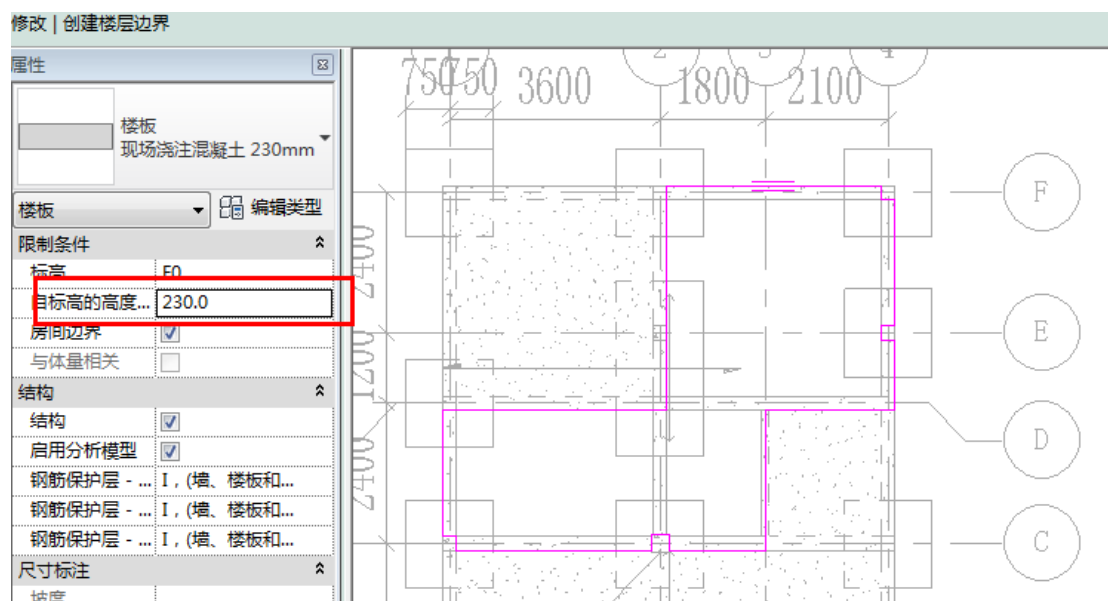 修改 | 创建楼层边界
属性
楼板
现场浇注混凝土 230mm
楼板
编辑类型
限制条件
标高 F0
自标高的高度... 230.0
房间边界
与体量相关
结构
结构
启用分析模型
钢筋保护层 - ... I，(墙、楼板和...
钢筋保护层 - ... I，(墙、楼板和...
钢筋保护层 - ... I，(墙、楼板和...
尺寸标注
坡度
2 3 4
750 750 3600 1800 2100
F
2400
E
1200
D
2400
C